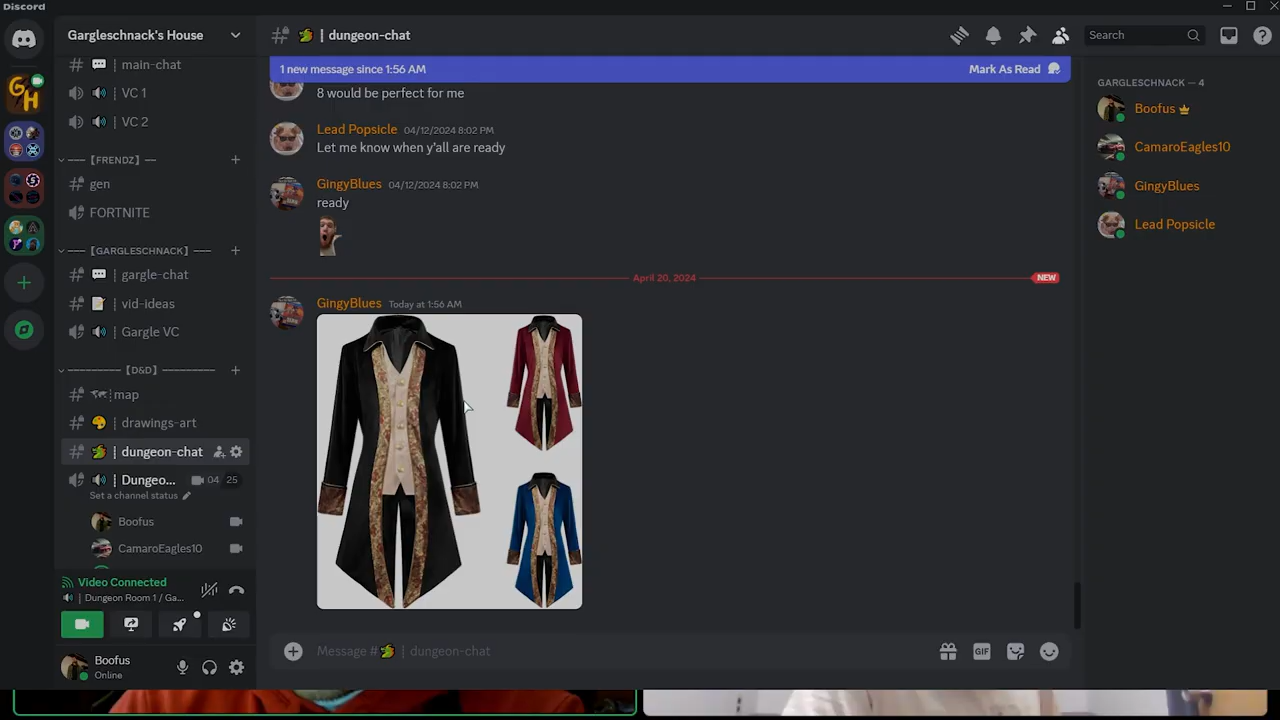 Discord
Gargleschnack's House
main-chat
VC 1
VC 2
[FRENDZ]
gen
FORTNITE
[GARGLESCHNACK]
gargle-chat
vid-ideas
Gargle VC
[D&D]
map
drawings-art
dungeon-chat
Dungeo... 04 25
Set a channel status
Boofus
CamaroEagles10
Video Connected
Dungeon Room 1 / Ga...
Boofus
Online
| dungeon-chat
1 new message since 1:56 AM Mark As Read
8 would be perfect for me
Lead Popsicle 04/12/2024 8:02 PM
Let me know when y'all are ready
GingyBlues 04/12/2024 8:02 PM
ready
April 20, 2024 NEW
GingyBlues Today at 1:56 AM
Message # | dungeon-chat
GIF
Search
GARGLESCHNACK — 4
Boofus
CamaroEagles10
GingyBlues
Lead Popsicle
GH